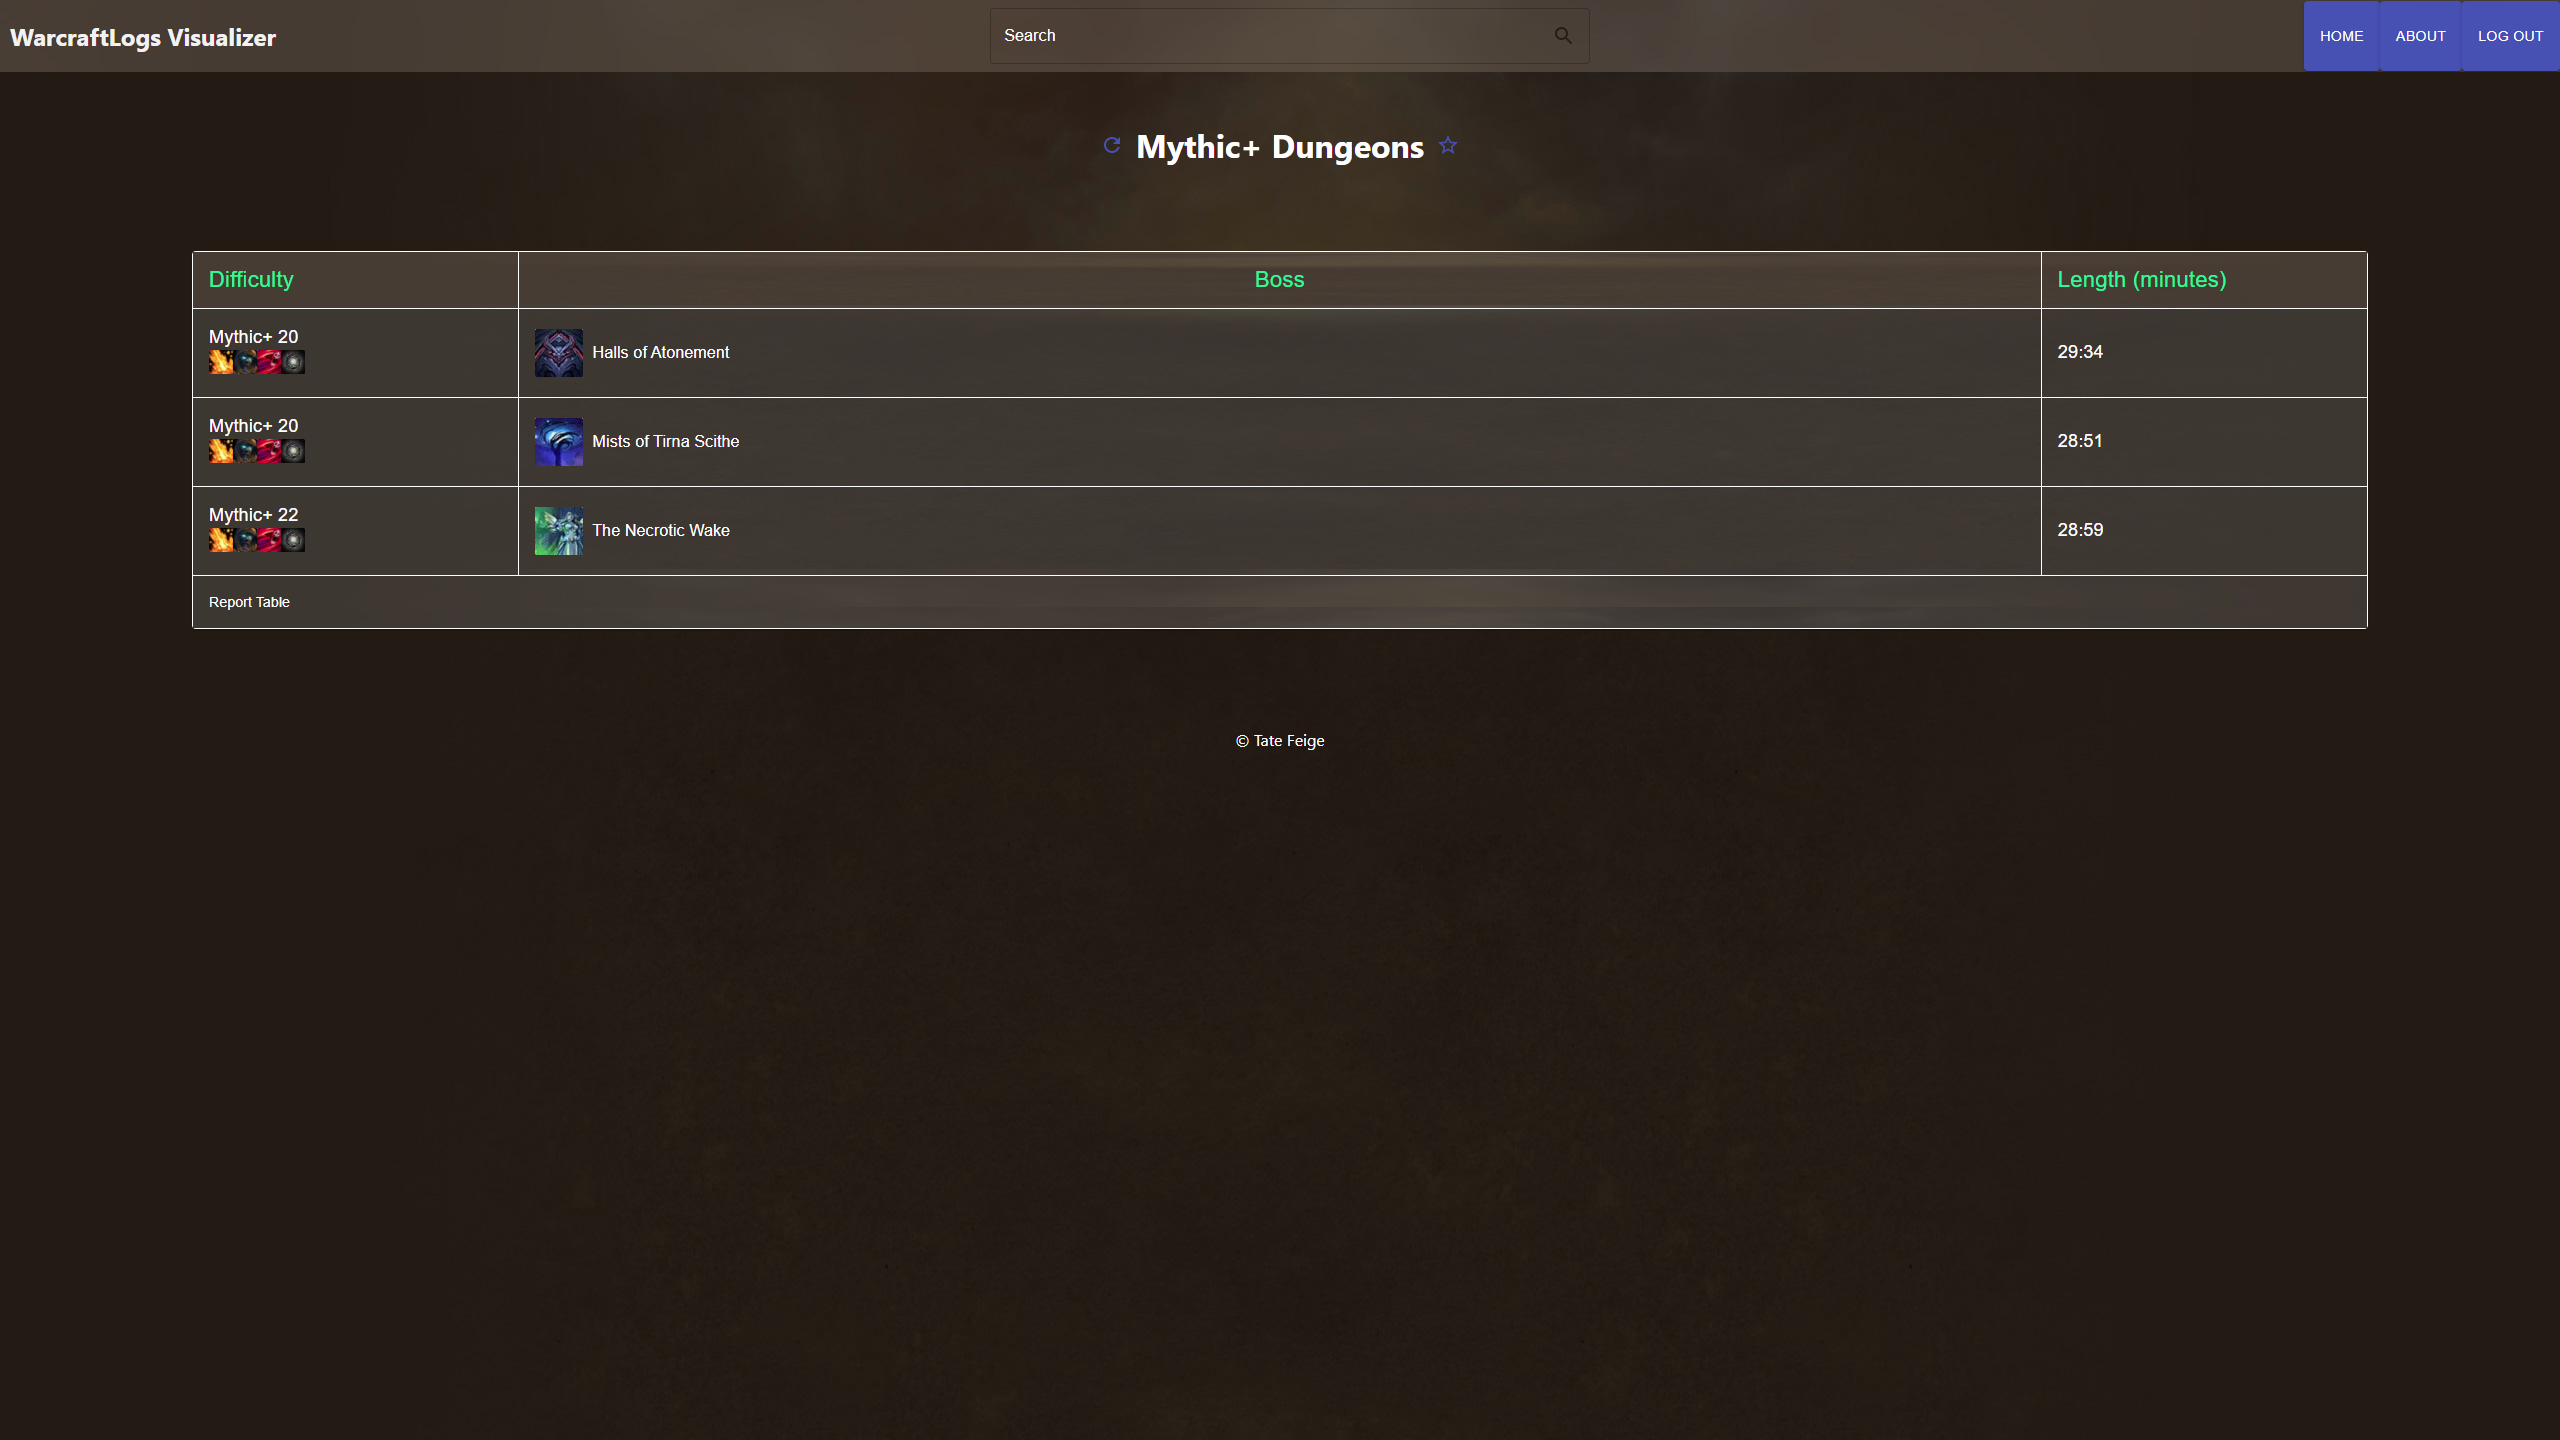 WarcraftLogs Visualizer
Search
HOME
ABOUT
LOG OUT
Mythic+ Dungeons
Difficulty
Boss
Length (minutes)
Mythic+ 20
Halls of Atonement
29:34
Mythic+ 20
Mists of Tirna Scithe
28:51
Mythic+ 22
The Necrotic Wake
28:59
Report Table
© Tate Feige